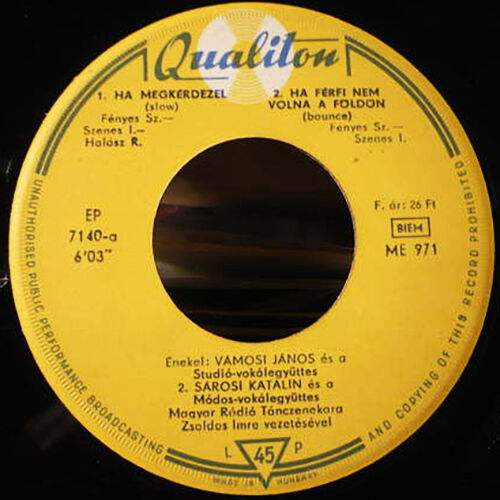 Qualiton
1. HA MEGKÉRDEZEL
(slow)
Fényes Sz.—
Szenes I.—
Halász R.
2. HA FÉRFI NEM
VOLNA A FÖLDÖN
(bounce)
Fényes Sz.—
Szenes I.
EP
7140-a
6'03"
F. ár: 26 Ft
BIEM
ME 971
Énekel: VÁMOSI JÁNOS és a
Studió-vokálegyüttes
2. SÁROSI KATALIN és a
Módos-vokálegyüttes
Magyar Rádió Tánczenekara
Zsoldos Imre vezetésével
L 45 P
MADE IN HUNGARY
UNAUTHORISED PUBLIC PERFORMANCE BROADCASTING
AND COPYING OF THIS RECORD PROHIBITED